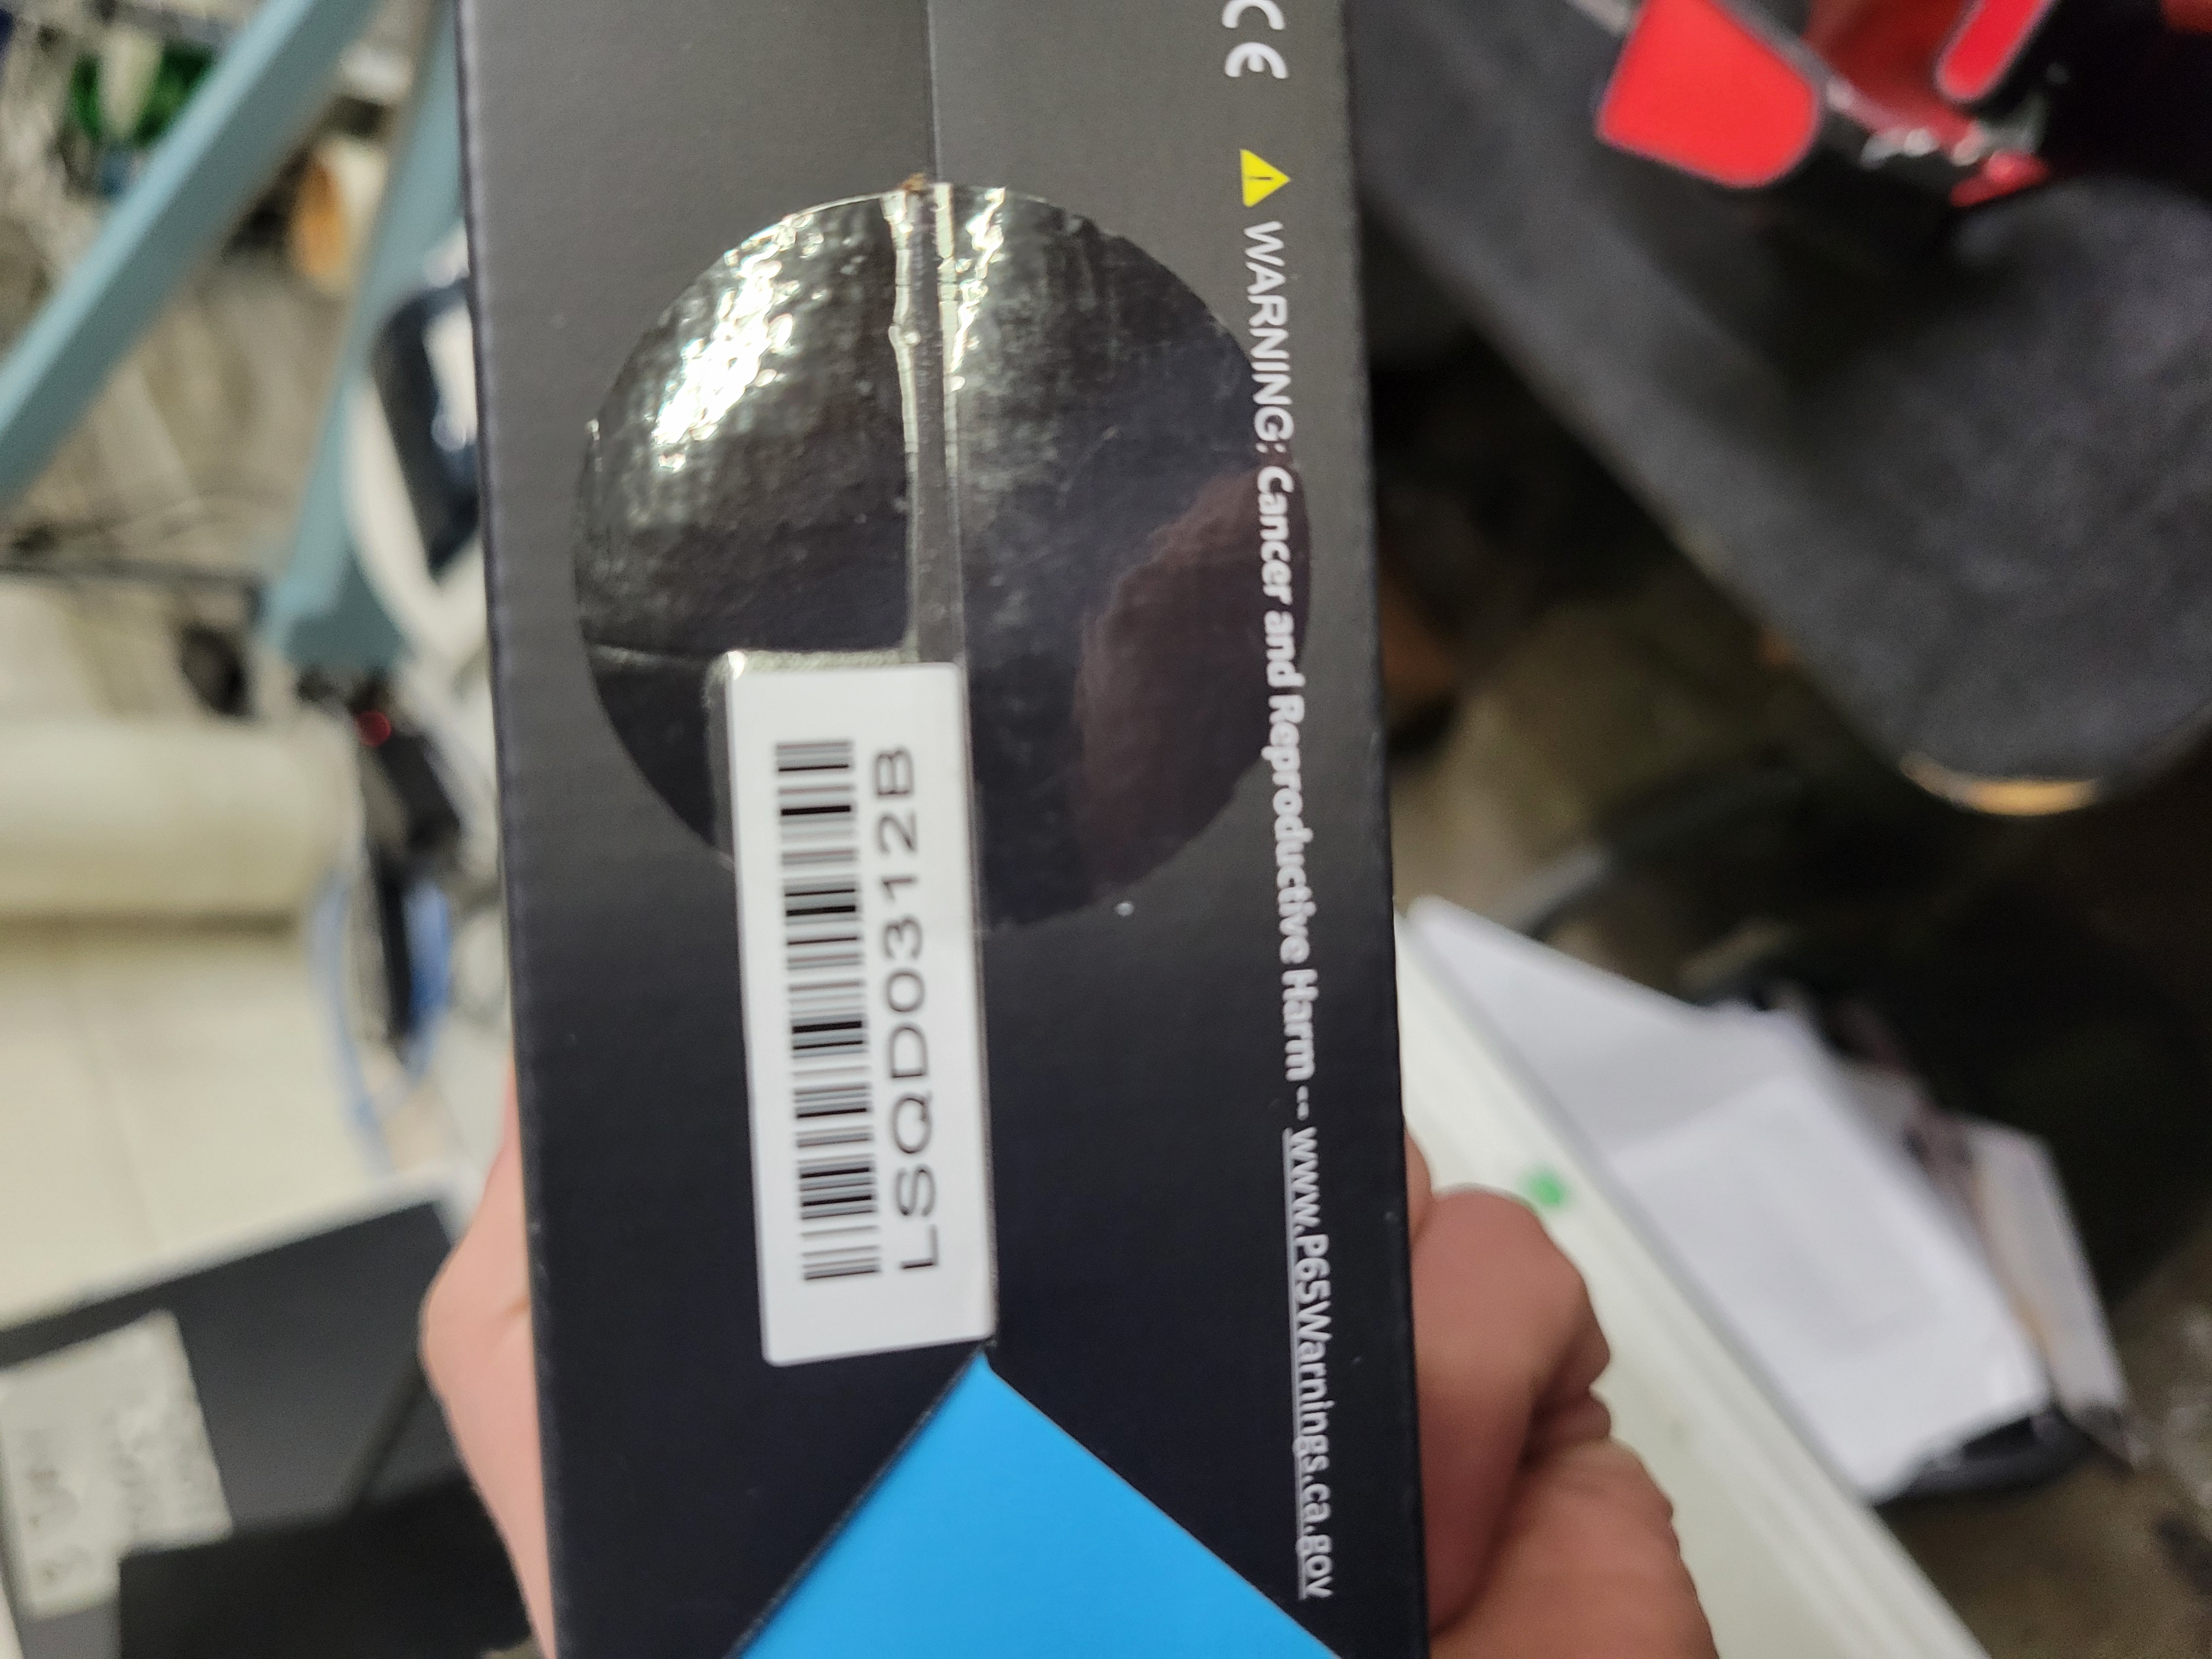 CE
WARNING: Cancer and Reproductive Harm -- www.P65Warnings.ca.gov
LSQD0312B